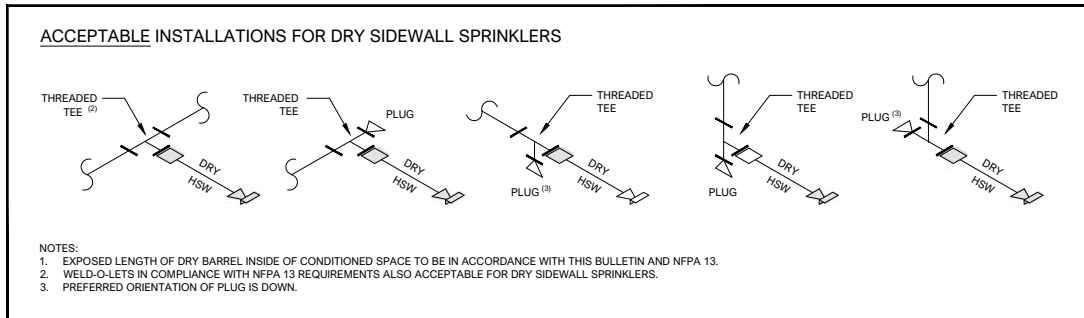 ACCEPTABLE INSTALLATIONS FOR DRY SIDEWALL SPRINKLERS
THREADED
TEE (2)
DRY
HSW
THREADED
TEE
PLUG
DRY
HSW
THREADED
TEE
PLUG (3)
DRY
HSW
THREADED
TEE
PLUG
DRY
HSW
THREADED
TEE
PLUG (3)
DRY
HSW
NOTES:
1. EXPOSED LENGTH OF DRY BARREL INSIDE OF CONDITIONED SPACE TO BE IN ACCORDANCE WITH THIS BULLETIN AND NFPA 13.
2. WELD-O-LETS IN COMPLIANCE WITH NFPA 13 REQUIREMENTS ALSO ACCEPTABLE FOR DRY SIDEWALL SPRINKLERS.
3. PREFERRED ORIENTATION OF PLUG IS DOWN.